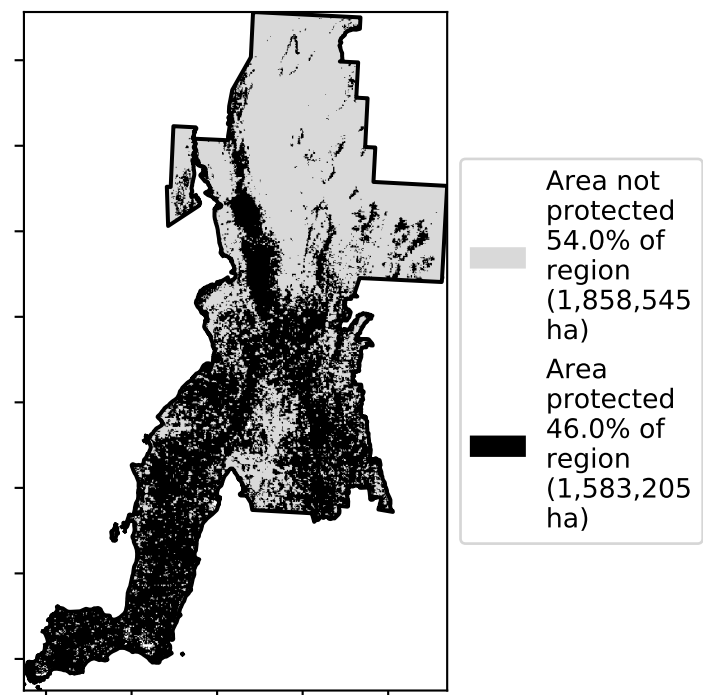 Area not
protected
54.0% of
region
(1,858,545
ha)
Area
protected
46.0% of
region
(1,583,205
ha)